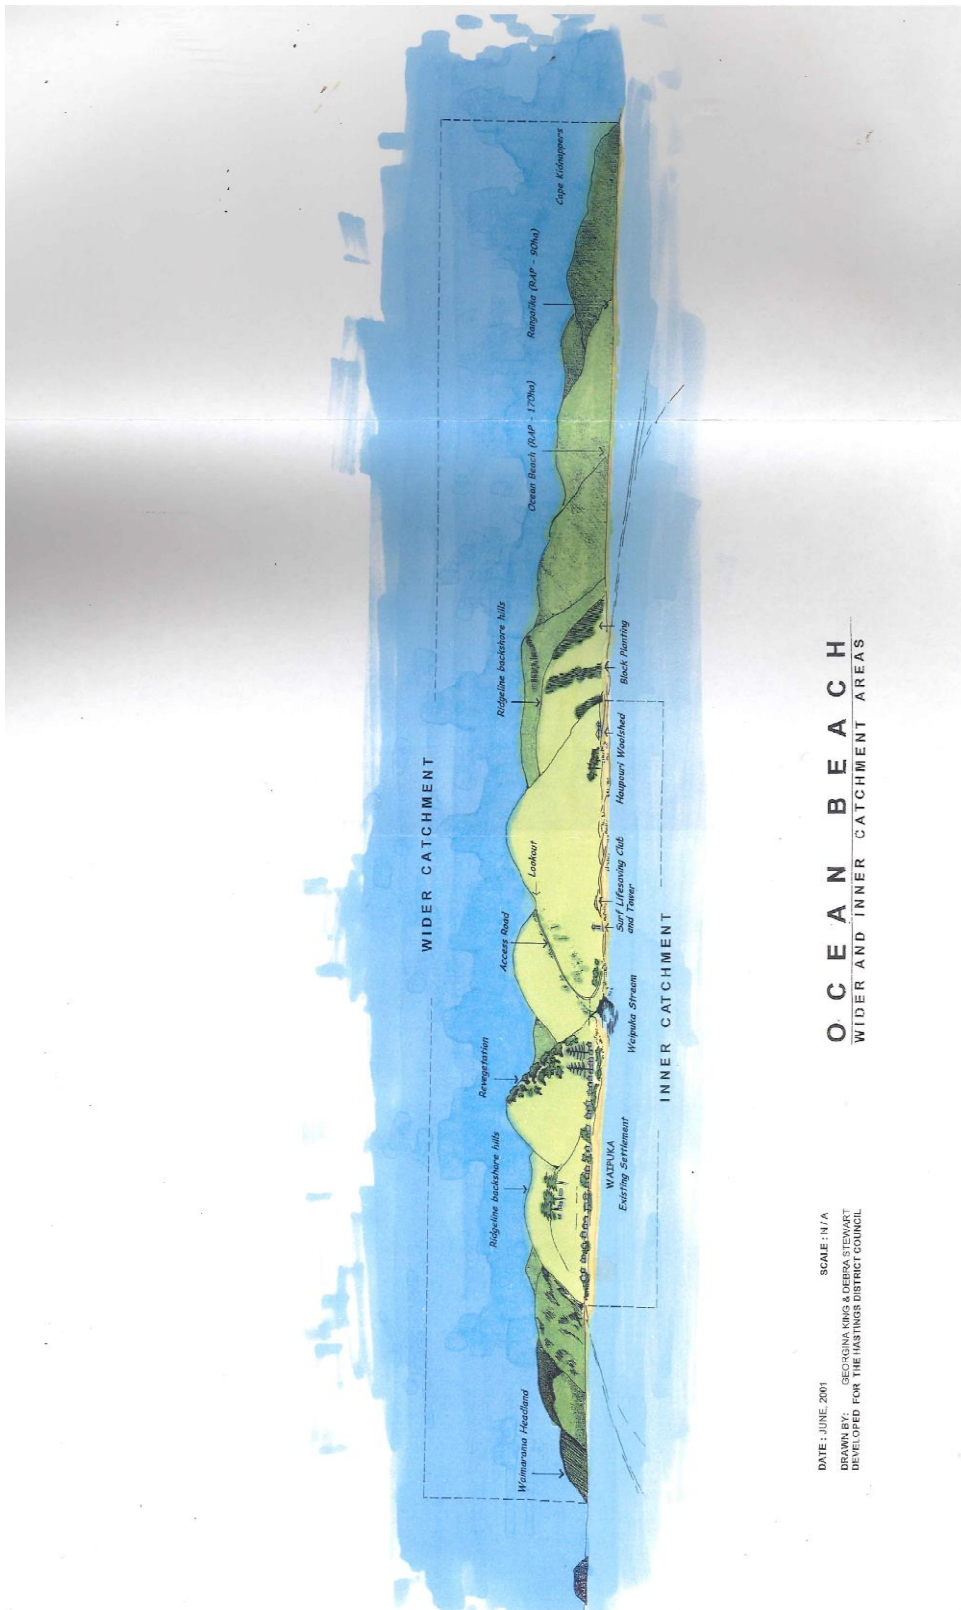 WIDER CATCHMENT
Waimarama Headland
Ridgeline backshore hills
Revegetation
Access Road
Lookout
Ridgeline backshore hills
Ocean Beach (RAP - 170ha)
Rangaiika (RAP - 90ha)
Cape Kidnappers
WAIPUKA
Existing Settlement
Waipuka Stream
Surf Lifesaving Club
and Tower
Haupouri Woolshed
Block Planting
INNER CATCHMENT
OCEAN BEACH
WIDER AND INNER CATCHMENT AREAS
DATE : JUNE, 2001 SCALE : N / A
DRAWN BY: GEORGINA KING & DEBRA STEWART
DEVELOPED FOR THE HASTINGS DISTRICT COUNCIL